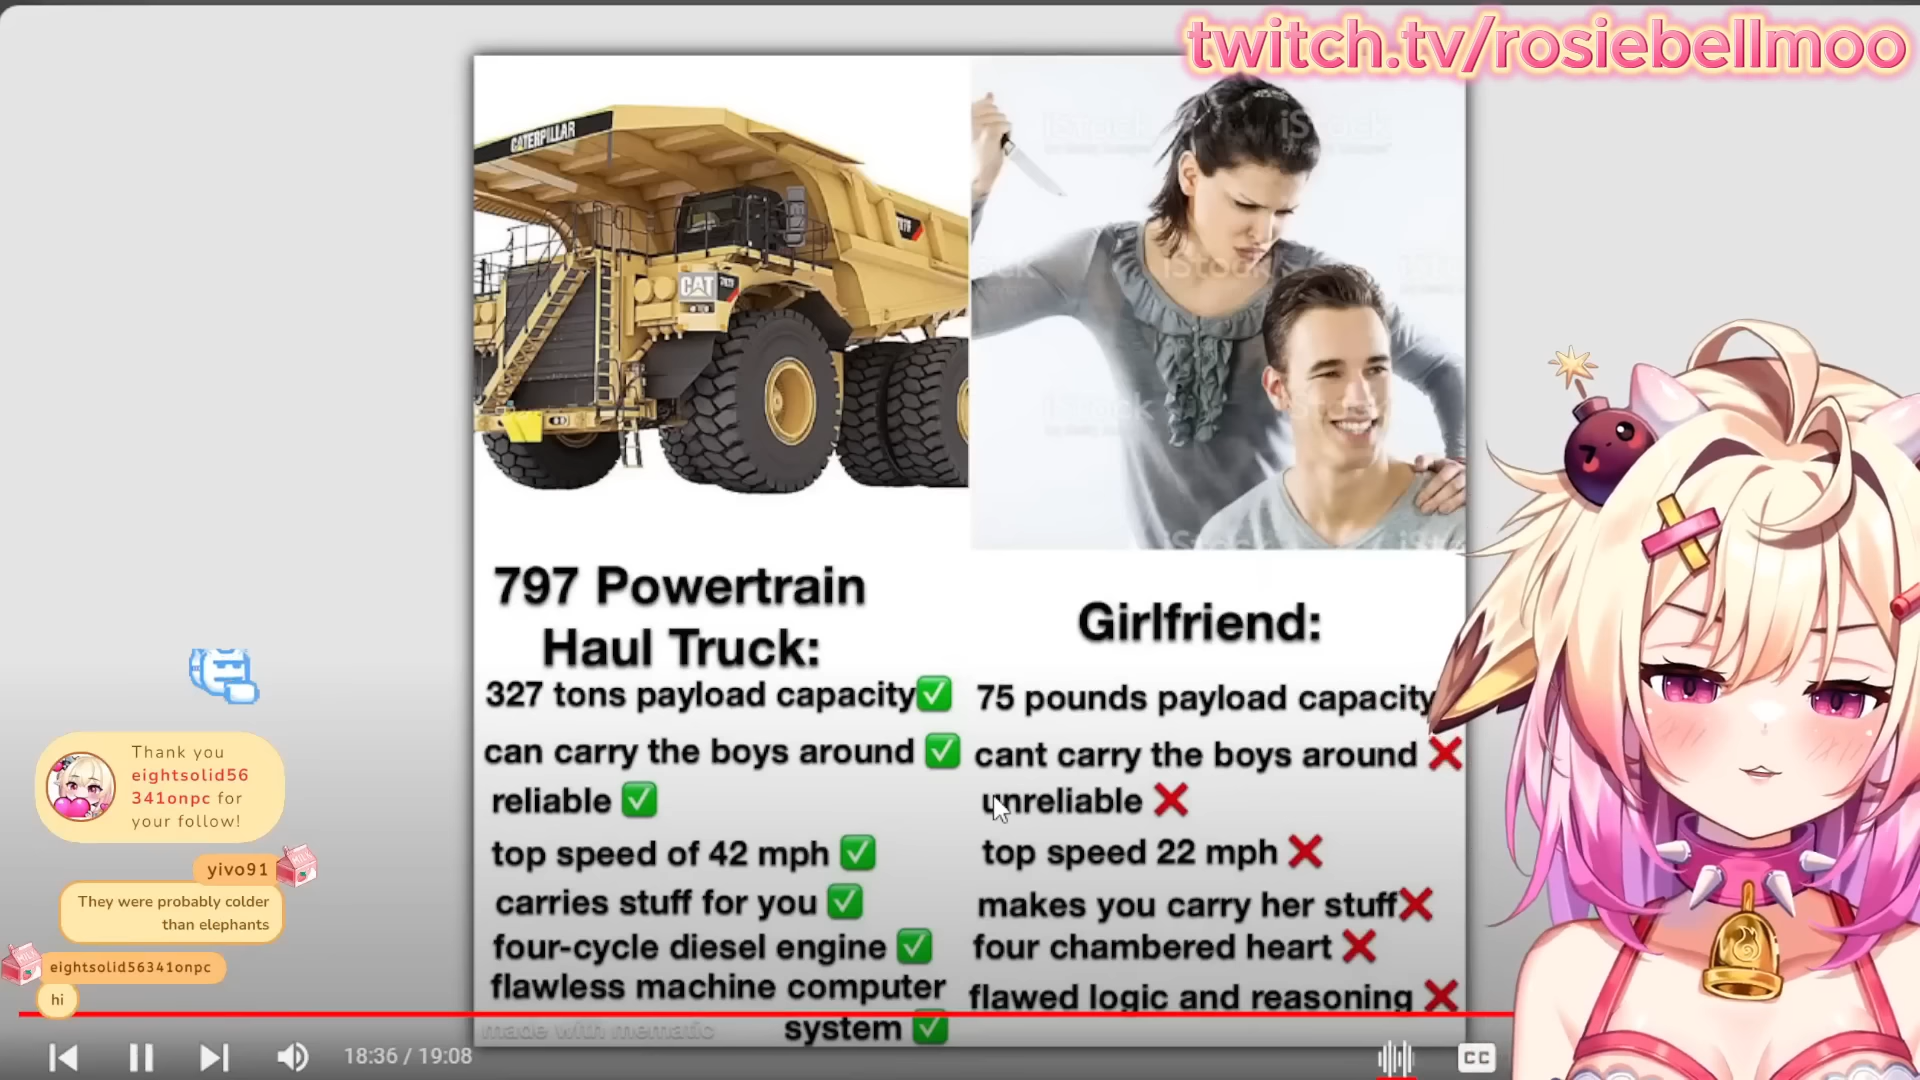 twitch.tv/rosiebellmoo
CATERPILLAR
CAT
iStock
iStock
iStock
797 Powertrain
Haul Truck:
327 tons payload capacity✅
can carry the boys around ✅
reliable ✅
top speed of 42 mph ✅
carries stuff for you ✅
four-cycle diesel engine ✅
flawless machine computer
system ✅
made with mematic
Girlfriend:
75 pounds payload capacity
cant carry the boys around ❌
unreliable ❌
top speed 22 mph ❌
makes you carry her stuff❌
four chambered heart ❌
flawed logic and reasoning ❌
Thank you
eightsolid56
341onpc for
your follow!
yivo91
They were probably colder
than elephants
eightsolid56341onpc
hi
18:36 / 19:08
CC